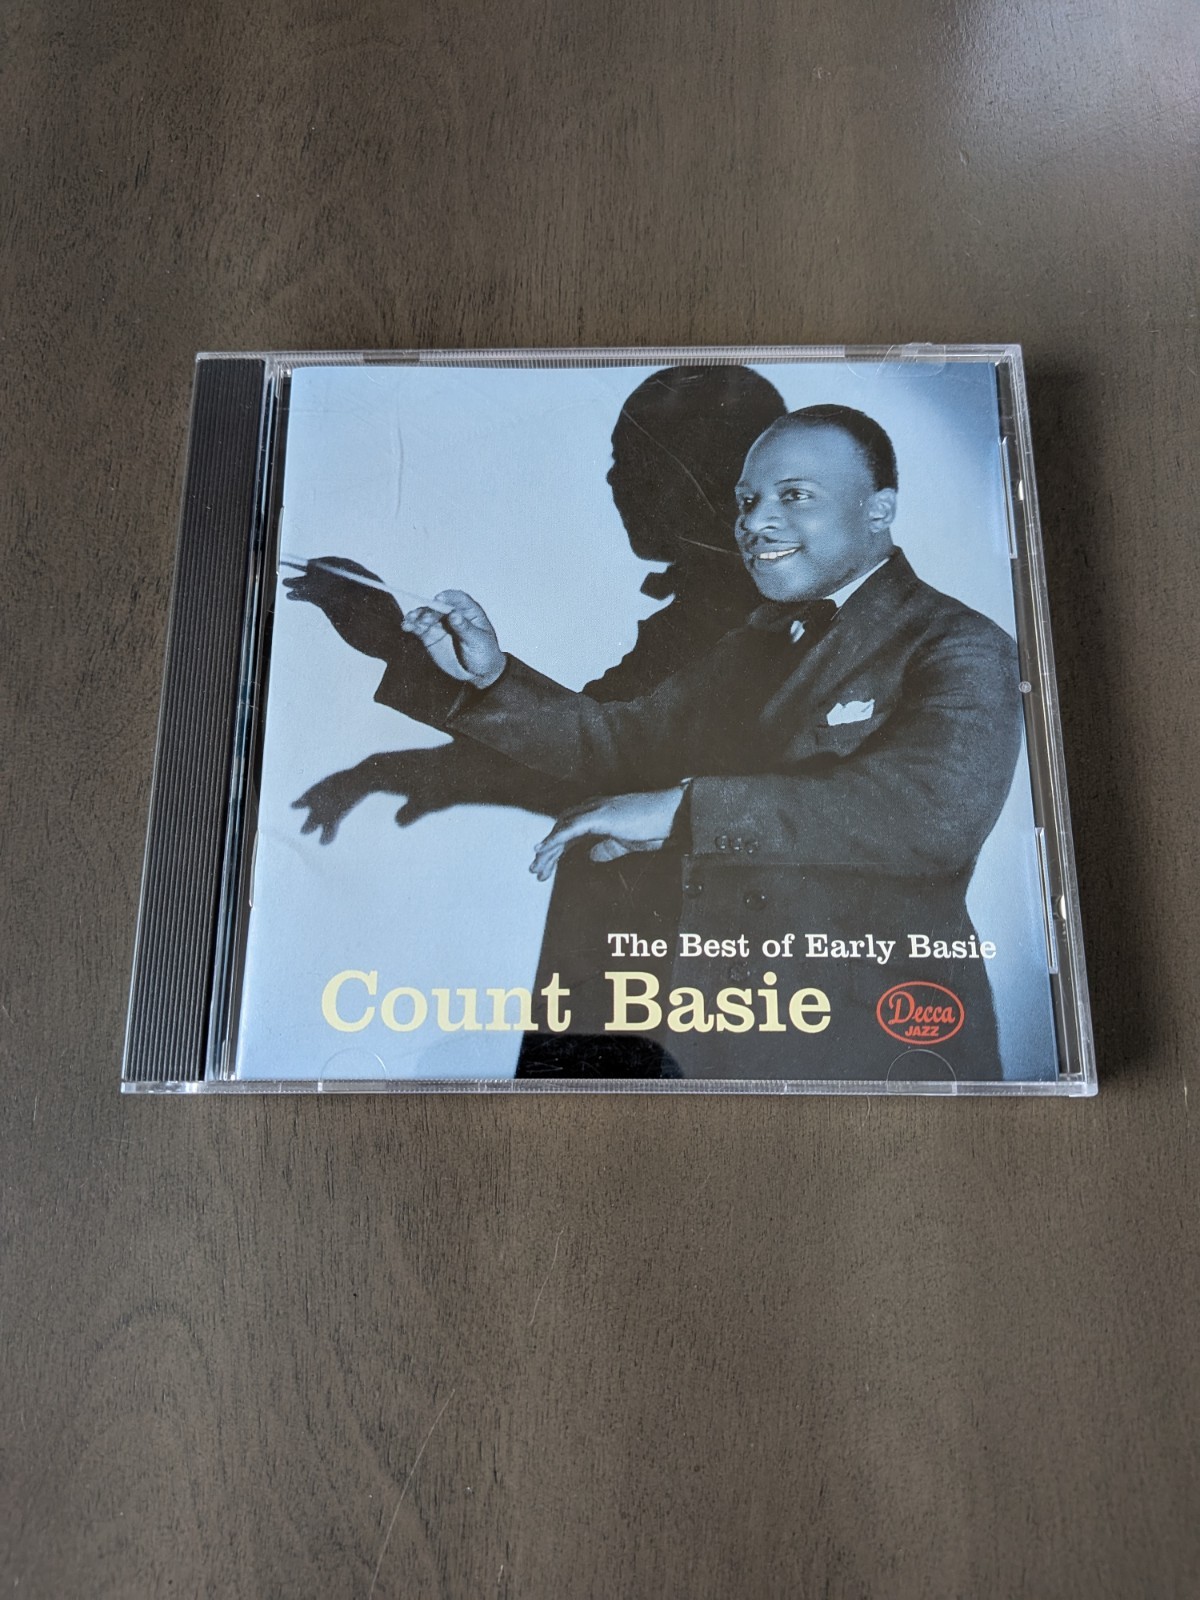 The Best of Early Basie
Count Basie
Decca
JAZZ